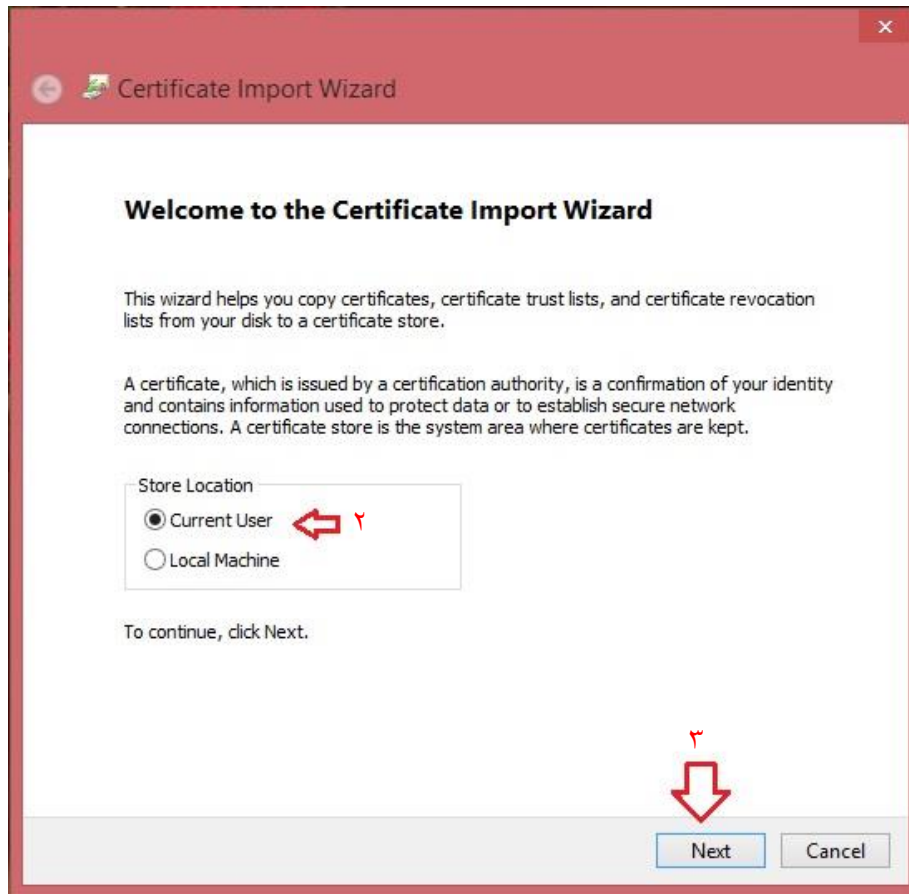 Certificate Import Wizard
Welcome to the Certificate Import Wizard
This wizard helps you copy certificates, certificate trust lists, and certificate revocation
lists from your disk to a certificate store.
A certificate, which is issued by a certification authority, is a confirmation of your identity
and contains information used to protect data or to establish secure network
connections. A certificate store is the system area where certificates are kept.
Store Location
Current User ۲
Local Machine
To continue, click Next.
۳
Next Cancel